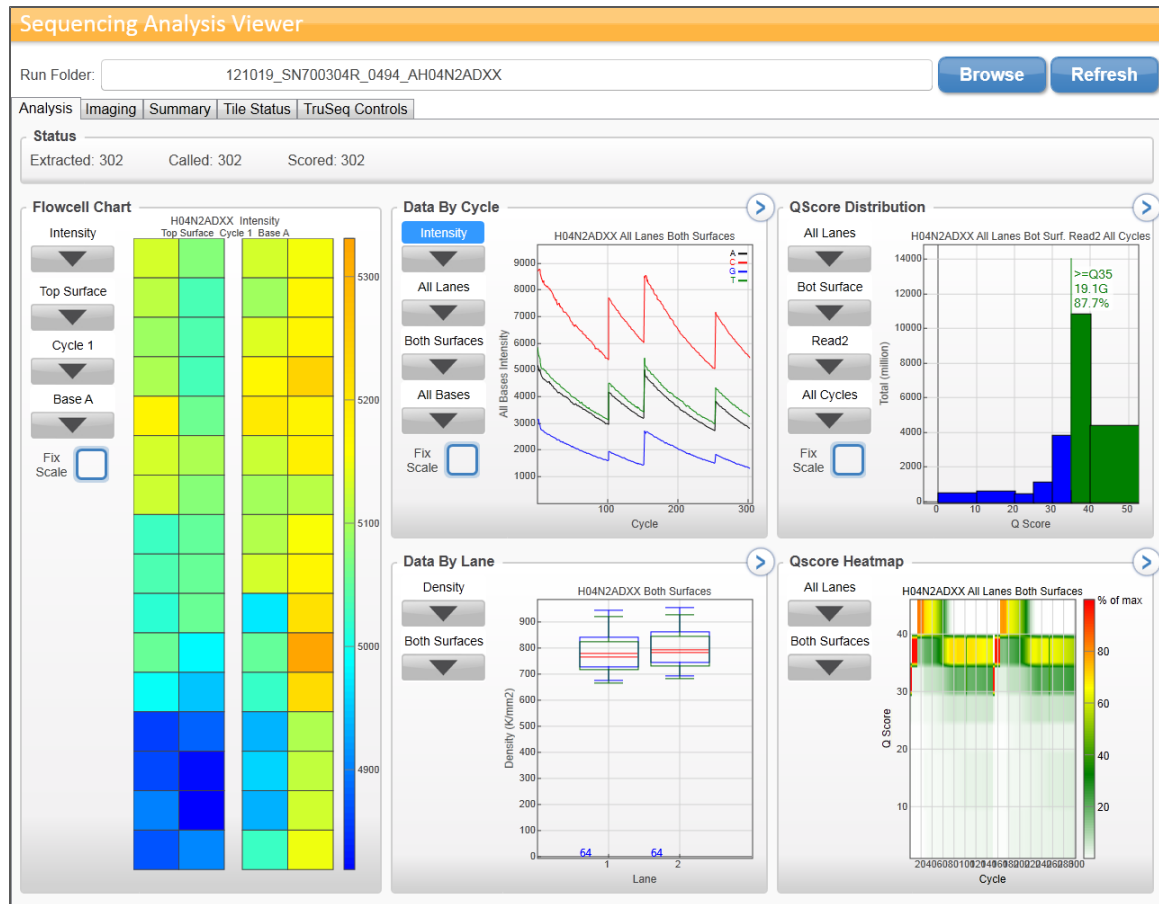 Sequencing Analysis Viewer
Run Folder: 121019_SN700304R_0494_AH04N2ADXX Browse Refresh
Analysis Imaging Summary Tile Status TruSeq Controls
Status
Extracted: 302 Called: 302 Scored: 302
Flowcell Chart
Intensity
Top Surface
Cycle 1
Base A
Fix
Scale
H04N2ADXX Intensity
Top Surface Cycle 1 Base A
5300
5200
5100
5000
4900
Data By Cycle
Intensity
All Lanes
Both Surfaces
All Bases
Fix
Scale
H04N2ADXX All Lanes Both Surfaces
A
C
G
T
All Bases Intensity
9000
8000
7000
6000
5000
4000
3000
2000
1000
100 200 300
Cycle
QScore Distribution
All Lanes
Bot Surface
Read2
All Cycles
Fix
Scale
H04N2ADXX All Lanes Bot Surf. Read2 All Cycles
>=Q35
19.1G
87.7%
Total (million)
14000
12000
10000
8000
6000
4000
2000
0
0 10 20 30 40 50
Q Score
Data By Lane
Density
Both Surfaces
H04N2ADXX Both Surfaces
Density (K/mm2)
900
800
700
600
500
400
300
200
100
0
64 64
1 2
Lane
Qscore Heatmap
All Lanes
Both Surfaces
H04N2ADXX All Lanes Both Surfaces
% of max
80
60
40
20
Q Score
40
30
20
10
Cycle